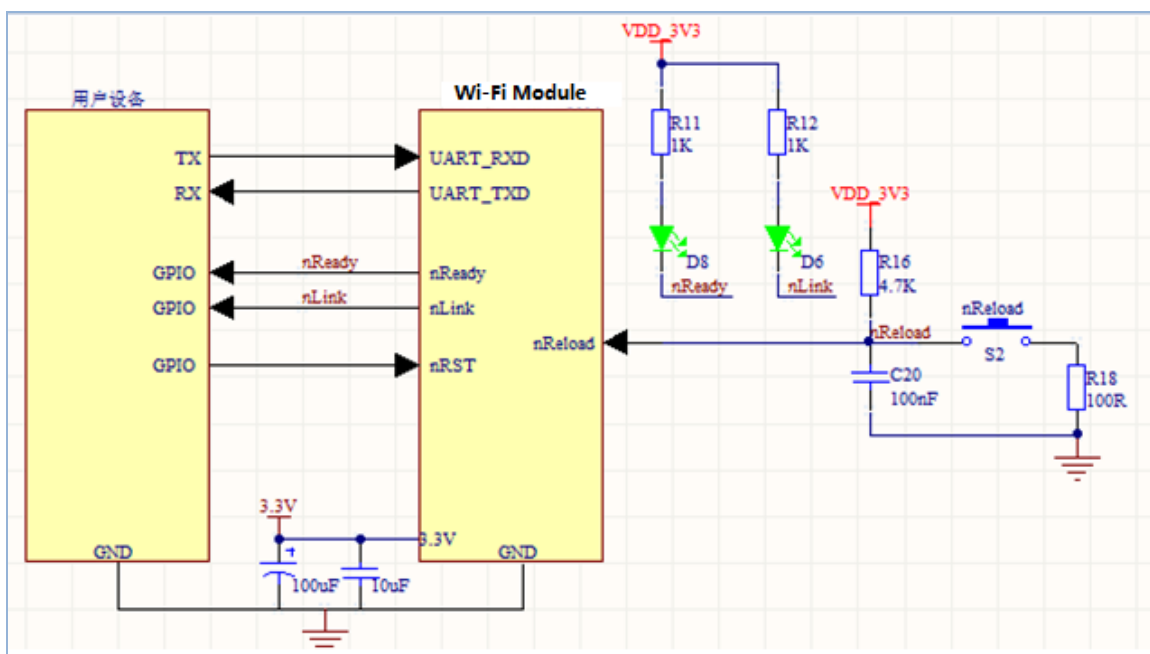 VDD_3V3
用户设备
Wi-Fi Module
R11
1K
R12
1K
TX
UART_RXD
RX
UART_TXD
VDD_3V3
D8
D6
R16
4.7K
GPIO
nReady
nReady
nReady
nLink
GPIO
nLink
nLink
nReload
nReload
nReload
S2
GPIO
nRST
C20
100nF
R18
100R
3.3V
3.3V
GND
GND
+
100uF
10uF